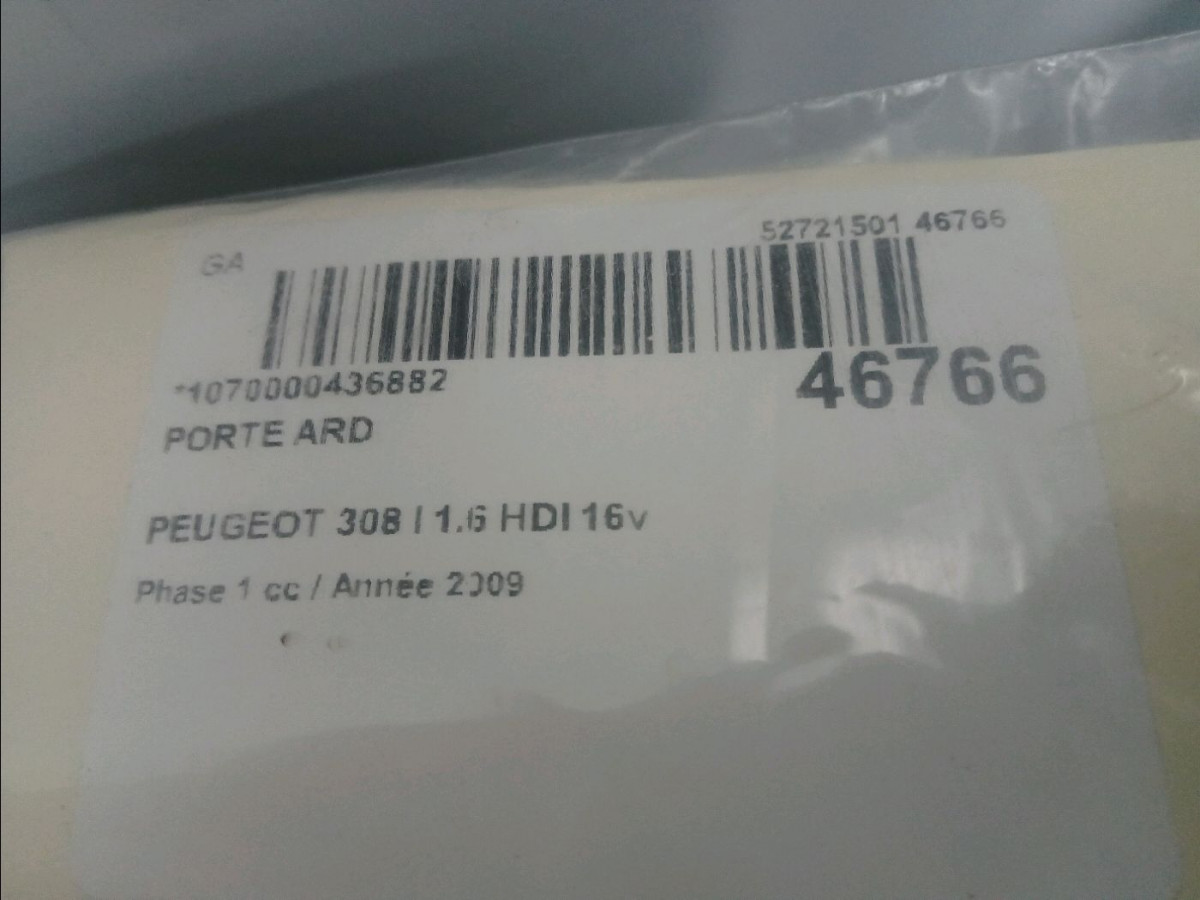 52721501 46766
GA
46766
*1070000436882
PORTE ARD
PEUGEOT 308 I 1.6 HDI 16v
Phase 1 cc / Année 2009